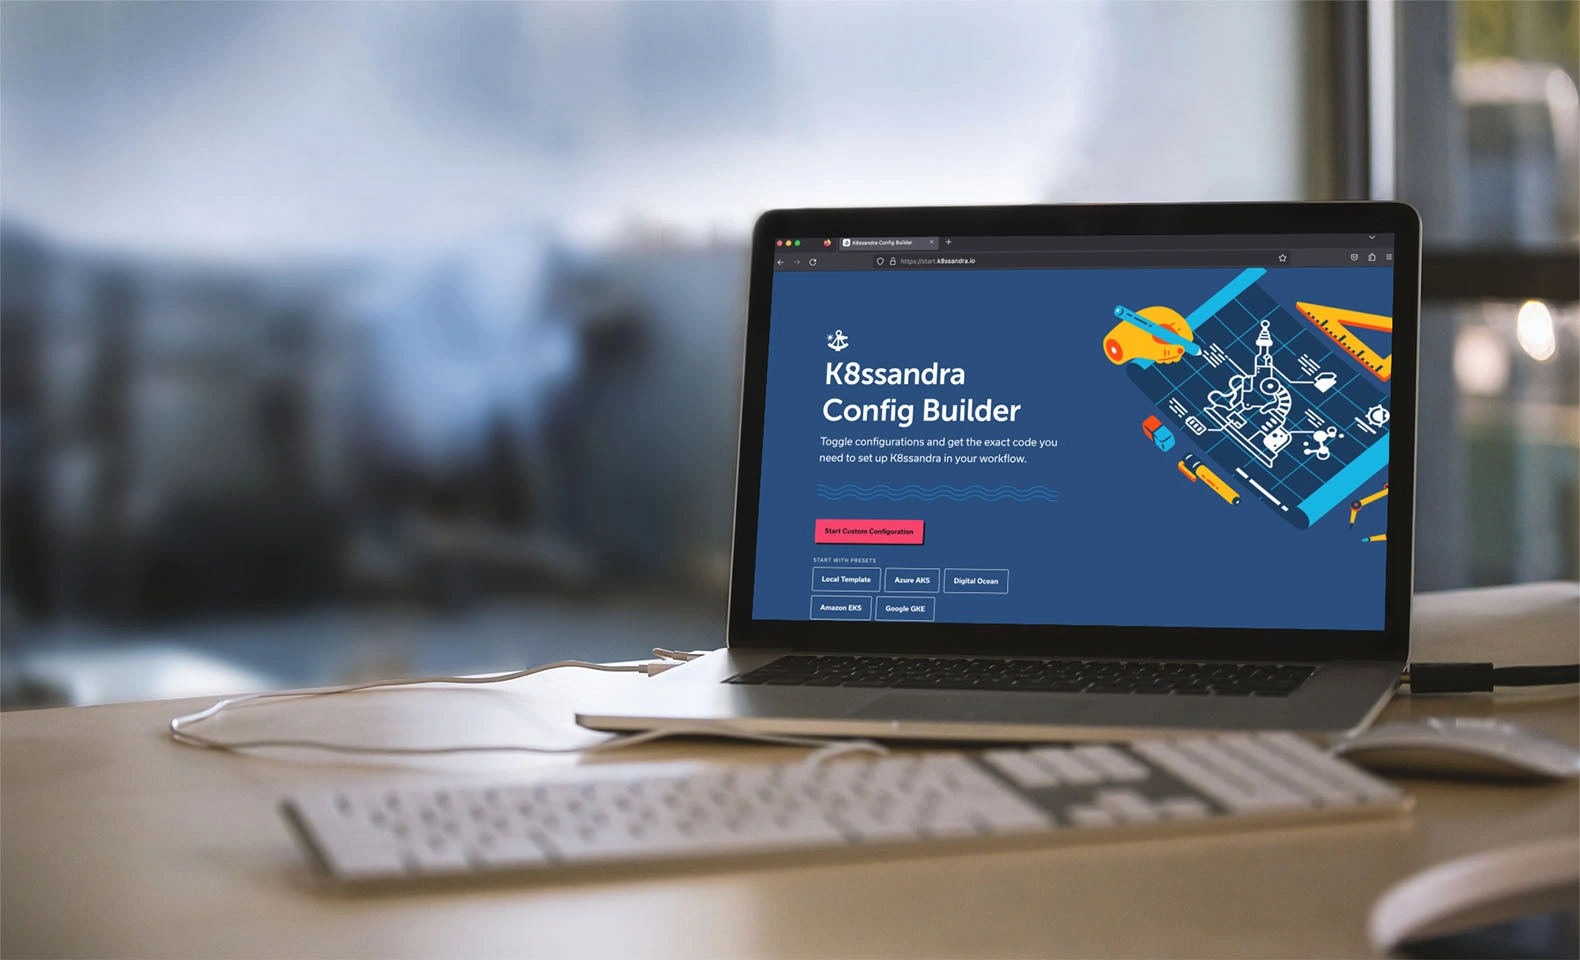 K8ssandra Config Builder
https://start.k8ssandra.io
K8ssandra
Config Builder
Toggle configurations and get the exact code you
need to set up K8ssandra in your workflow.
Start Custom Configuration
START WITH PRESETS
Local Template
Azure AKS
Digital Ocean
Amazon EKS
Google GKE